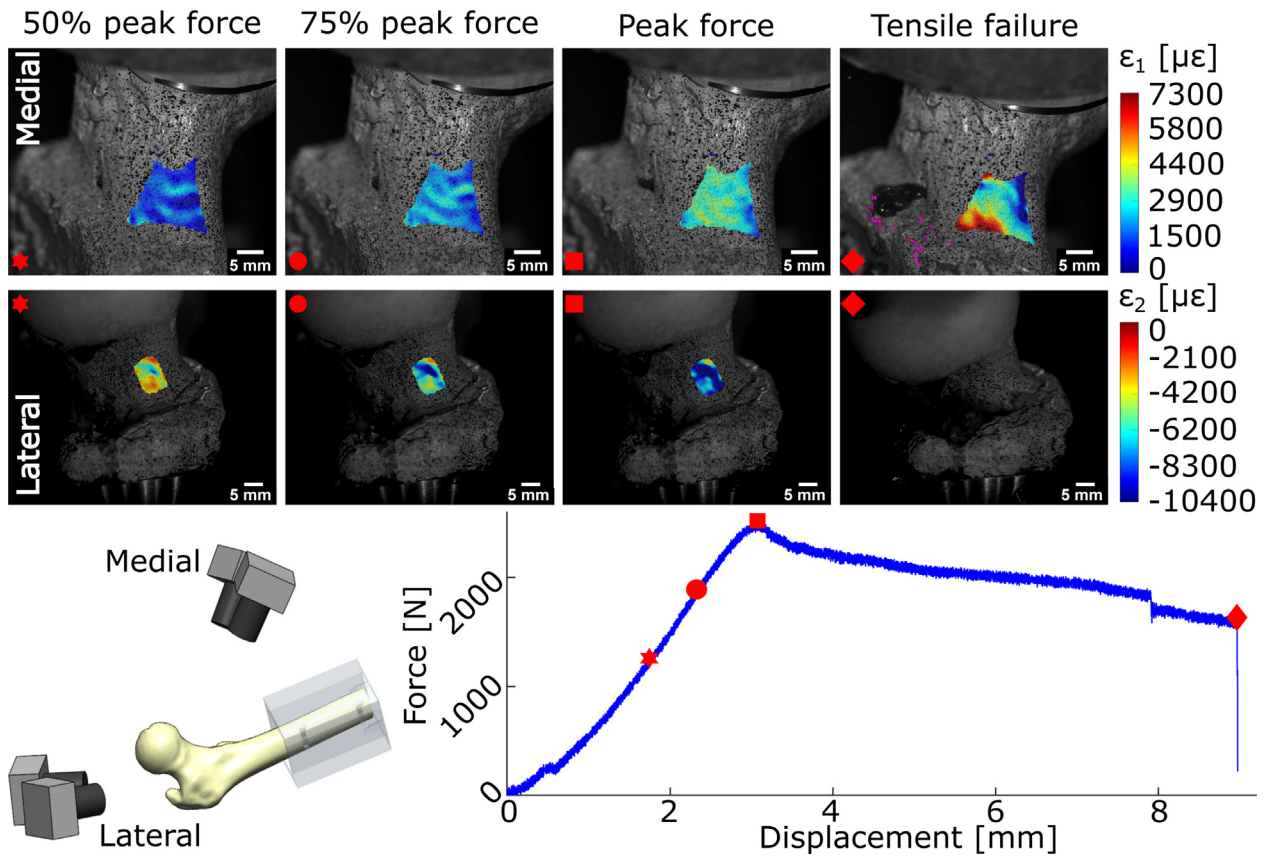 50% peak force
75% peak force
Peak force
Tensile failure
Medial
5 mm
5 mm
5 mm
5 mm
ε₁ [με]
7300
5800
4400
2900
1500
0
Lateral
5 mm
5 mm
5 mm
5 mm
ε₂ [με]
0
-2100
-4200
-6200
-8300
-10400
Medial
Lateral
Force [N]
2000
1000
0
0
2
4
6
8
Displacement [mm]